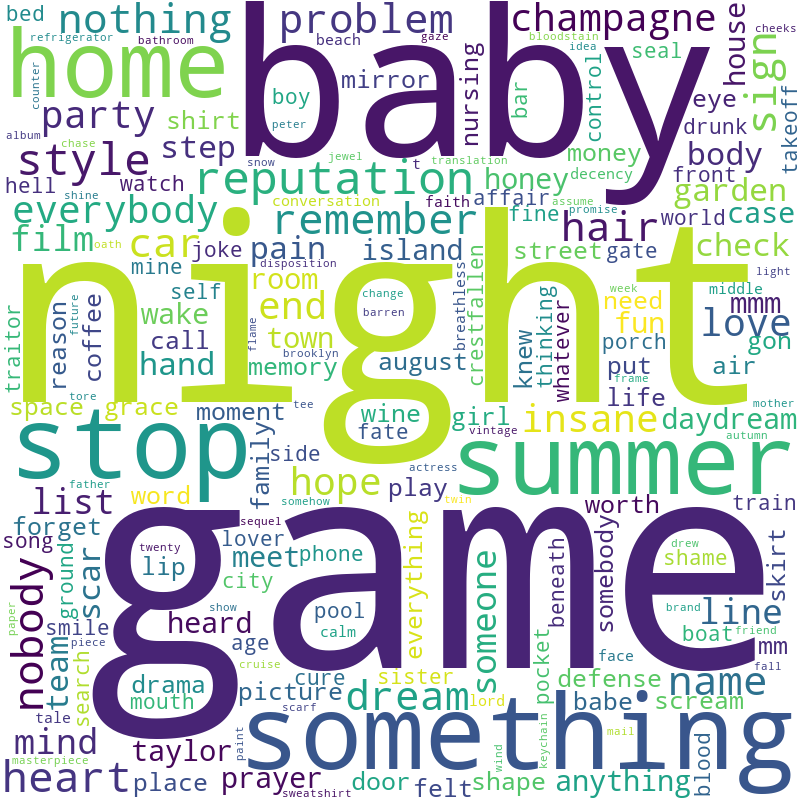 bed nothing problem champagne sign house cheeks
refrigerator bathroom beach gaze bloodstain idea seal
home baby
counter mirror nursing bar control eye takeoff
party boy
album shirt step peter money drunk body
style chase snow jewel t translation decency front
hell shine watch reputation honey garden
everybody conversation faith affair fine assume promise world case
film oath car joke remember hair check
mine pain island street gate
night
traitor future reason self room disposition change crestfallen breathless need middle light mmm
coffee wake end barren thinking week fun love
call hand flame town brooklyn knew whatever porch gon
tore memory august frame put air
space grace moment tee wine girl life mother
stop fate vintage insane daydream
side summer autumn
father family hope actress
list word play twin worth train
forget somehow
song ground scar sequel lover everything someone beneath somebody drew shame skirt
nobody twenty meet phone
lip city game
team show pool brand line
smile heard calm boat friend
piece age face mm
paper search drama cure sister pocket defense name fall
mouth cruise picture dream lord babe scream
tale scarf
mind paint something keychain mail
taylor wind
masterpiece
heart place prayer door felt shape anything blood
sweatshirt